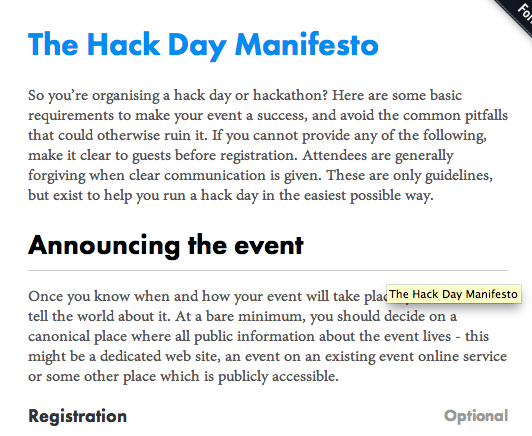 The Hack Day Manifesto
So you're organising a hack day or hackathon? Here are some basic
requirements to make your event a success, and avoid the common pitfalls
that could otherwise ruin it. If you cannot provide any of the following,
make it clear to guests before registration. Attendees are generally
forgiving when clear communication is given. These are only guidelines,
but exist to help you run a hack day in the easiest possible way.
Announcing the event
Once you know when and how your event will take
The Hack Day Manifesto
tell the world about it. At a bare minimum, you should decide on a
canonical place where all public information about the event lives - this
might be a dedicated web site, an event on an existing event online service
or some other place which is publicly accessible.
Registration
Optional